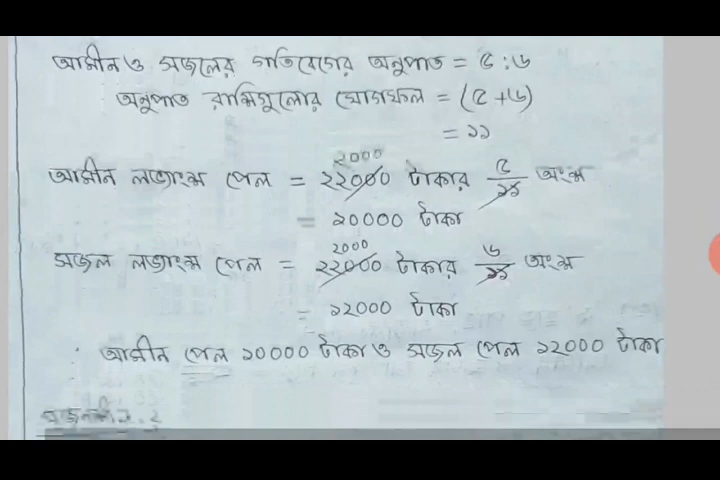 আমীন ও সজলের গতিবেগের অনুপাত = ৫ : ৬
অনুপাত রাশিগুলোর যোগফল = (৫+৬)
= ১১
২০০০
আমীন লভ্যাংশ পেল = ২২০০০ টাকার ৫/১১ অংশ
= ১০০০০ টাকা
২০০০
সজল লভ্যাংশ পেল = ২২০০০ টাকার ৬/১১ অংশ
= ১২০০০ টাকা
∴ আমীন পেল ১০০০০ টাকা ও সজল পেল ১২০০০ টাকা